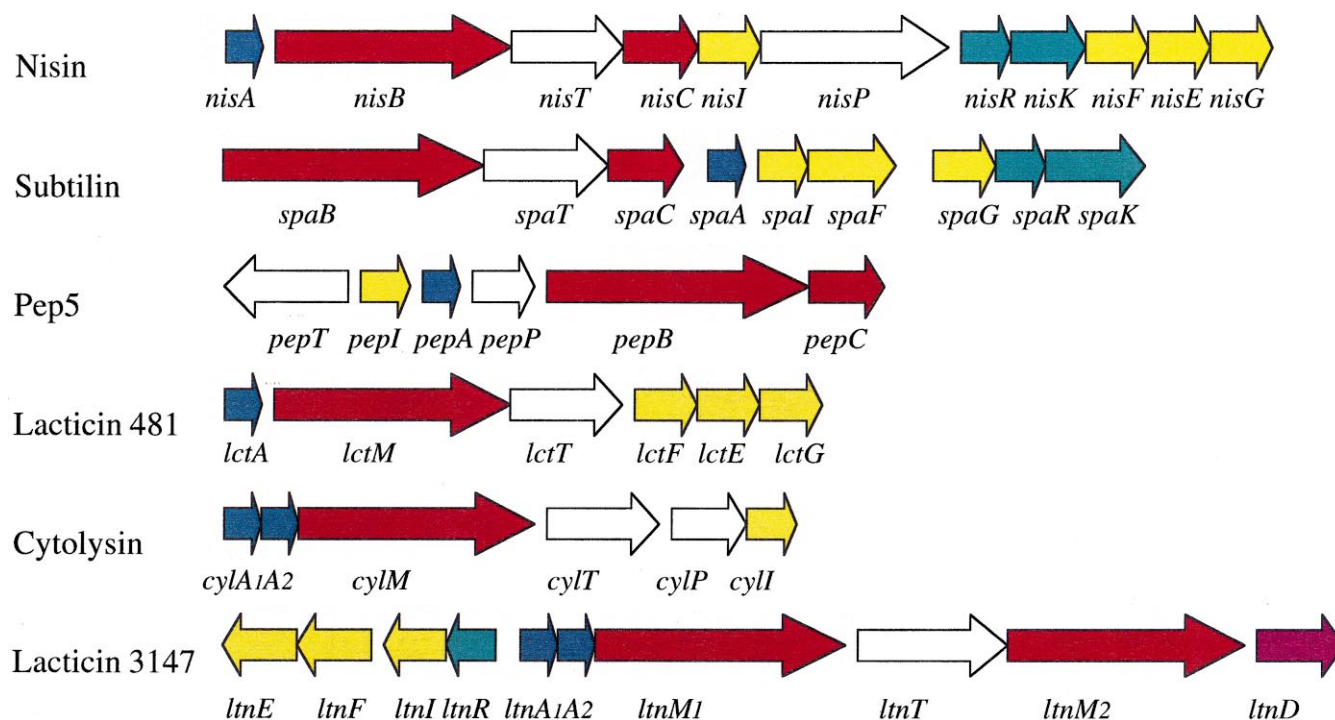 Nisin
nisA nisB nisT nisC nisI nisP nisR nisK nisF nisE nisG
Subtilin
spaB spaT spaC spaA spaI spaF spaG spaR spaK
Pep5
pepT pepI pepA pepP pepB pepC
Lacticin 481
lctA lctM lctT lctF lctE lctG
Cytolysin
cylA1A2 cylM cylT cylP cylI
Lacticin 3147
ltnE ltnF ltnI ltnR ltnA1A2 ltnM1 ltnT ltnM2 ltnD